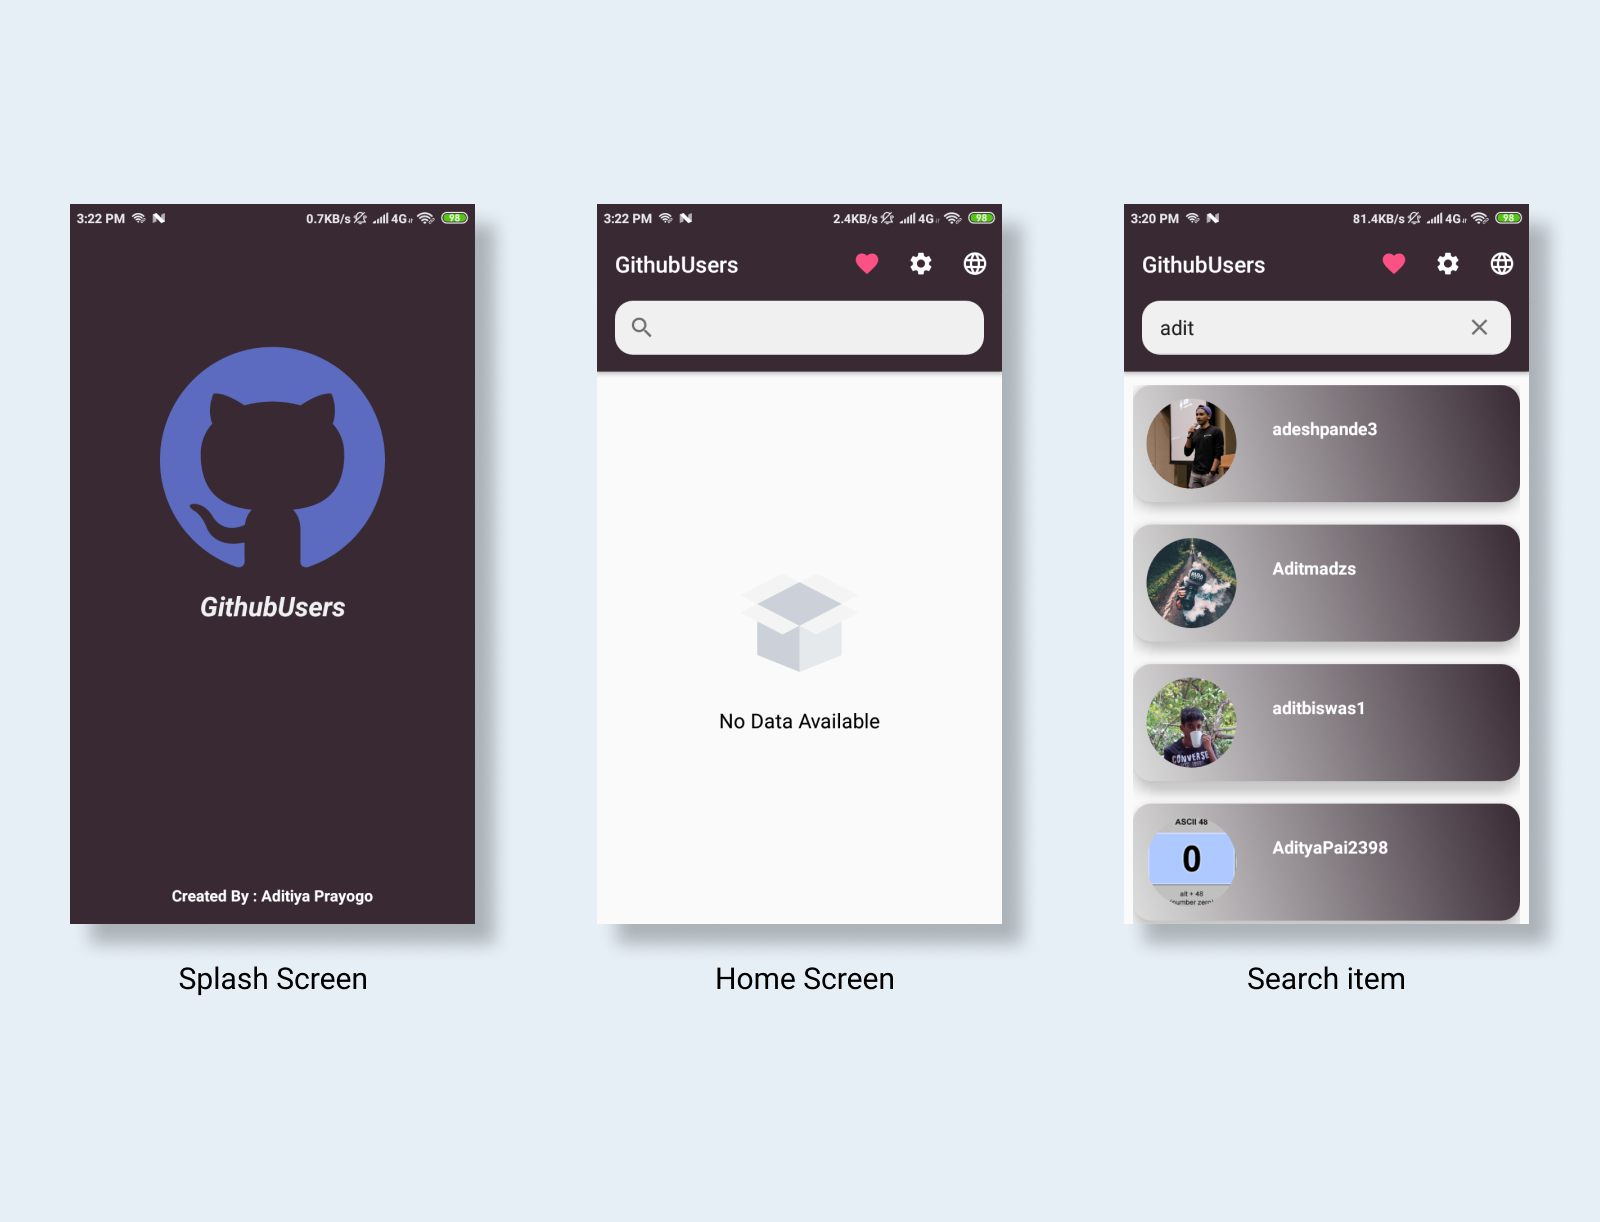 3:22 PM
0.7KB/s
4G
98
GithubUsers
Created By : Aditiya Prayogo
Splash Screen
3:22 PM
2.4KB/s
4G
98
GithubUsers
No Data Available
Home Screen
3:20 PM
81.4KB/s
4G
98
GithubUsers
adit
adeshpande3
Aditmadzs
aditbiswas1
CONVERSE
ASCII 48
0
alt + 48
number zero
AdityaPai2398
Search item